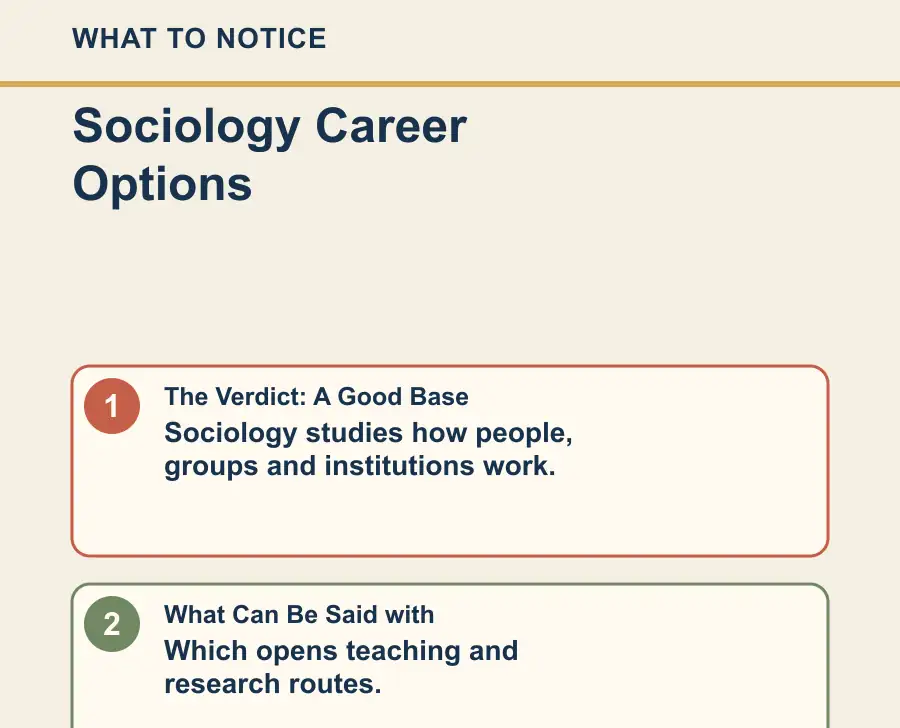 WHAT TO NOTICE
Sociology Career
Options
1
The Verdict: A Good Base
Sociology studies how people,
groups and institutions work.
2
What Can Be Said with
Which opens teaching and
research routes.